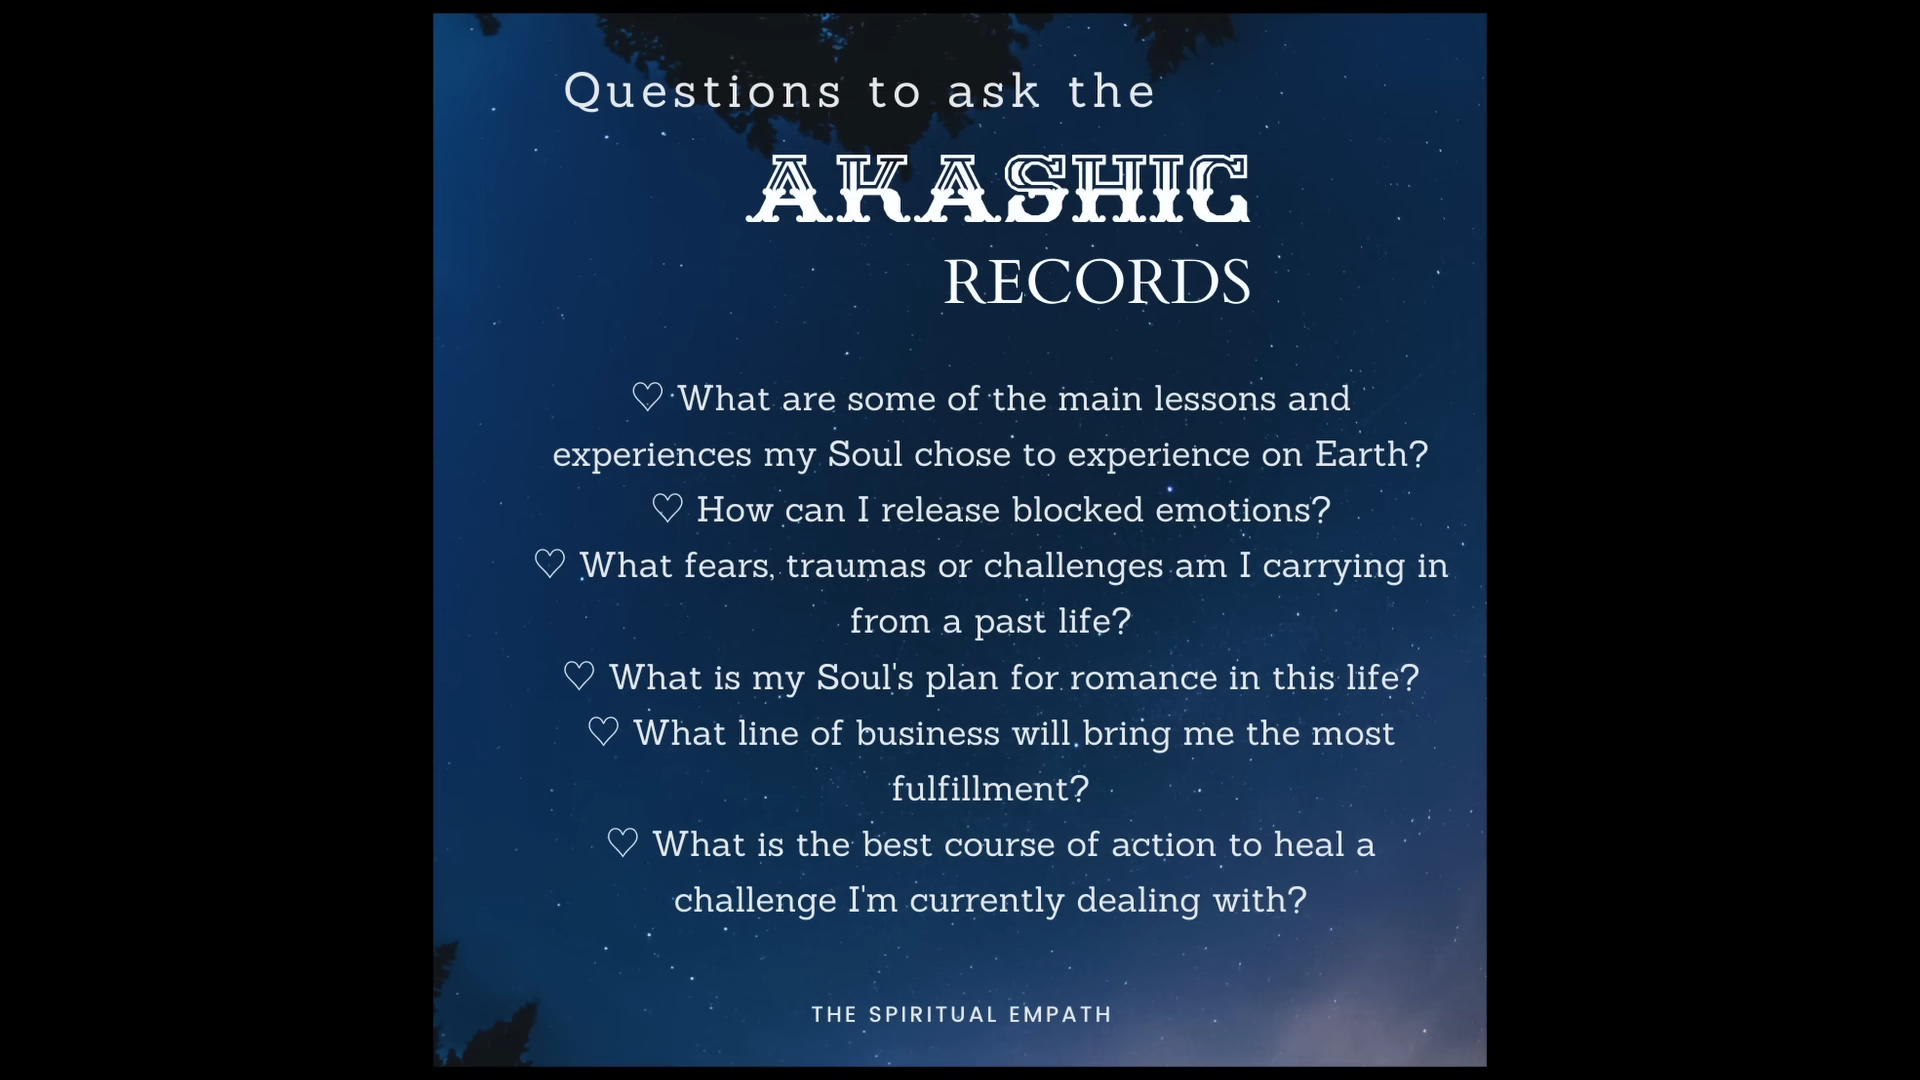 Questions to ask the
AKASHIC
RECORDS
♡ What are some of the main lessons and
experiences my Soul chose to experience on Earth?
♡ How can I release blocked emotions?
♡ What fears, traumas or challenges am I carrying in
from a past life?
♡ What is my Soul's plan for romance in this life?
♡ What line of business will bring me the most
fulfillment?
♡ What is the best course of action to heal a
challenge I'm currently dealing with?
THE SPIRITUAL EMPATH